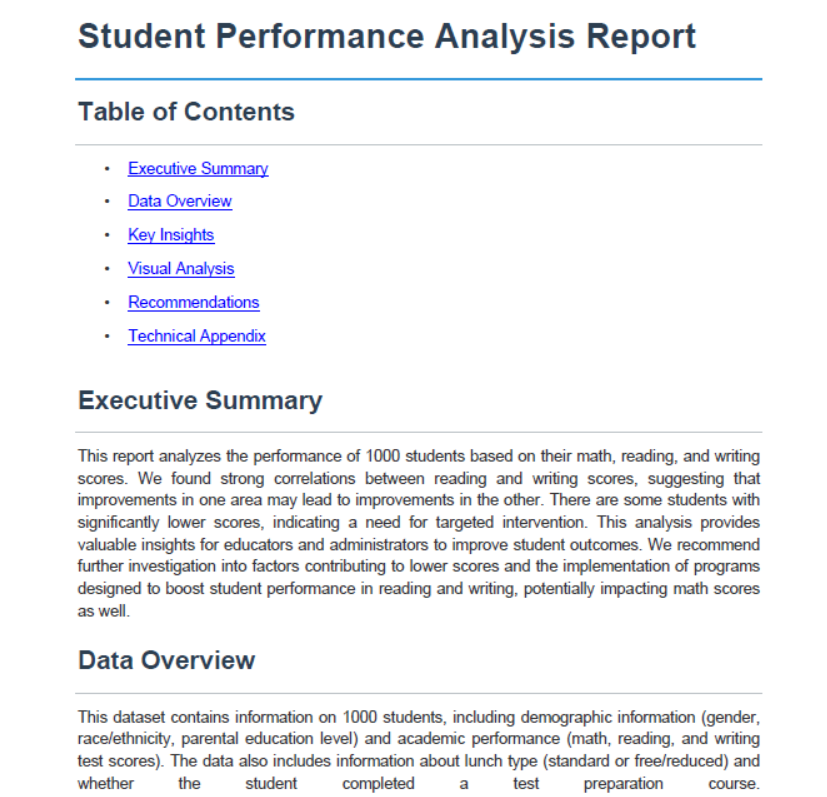 Student Performance Analysis Report
Table of Contents
• Executive Summary
• Data Overview
• Key Insights
• Visual Analysis
• Recommendations
• Technical Appendix
Executive Summary
This report analyzes the performance of 1000 students based on their math, reading, and writing
scores. We found strong correlations between reading and writing scores, suggesting that
improvements in one area may lead to improvements in the other. There are some students with
significantly lower scores, indicating a need for targeted intervention. This analysis provides
valuable insights for educators and administrators to improve student outcomes. We recommend
further investigation into factors contributing to lower scores and the implementation of programs
designed to boost student performance in reading and writing, potentially impacting math scores
as well.
Data Overview
This dataset contains information on 1000 students, including demographic information (gender,
race/ethnicity, parental education level) and academic performance (math, reading, and writing
test scores). The data also includes information about lunch type (standard or free/reduced) and
whether the student completed a test preparation course.